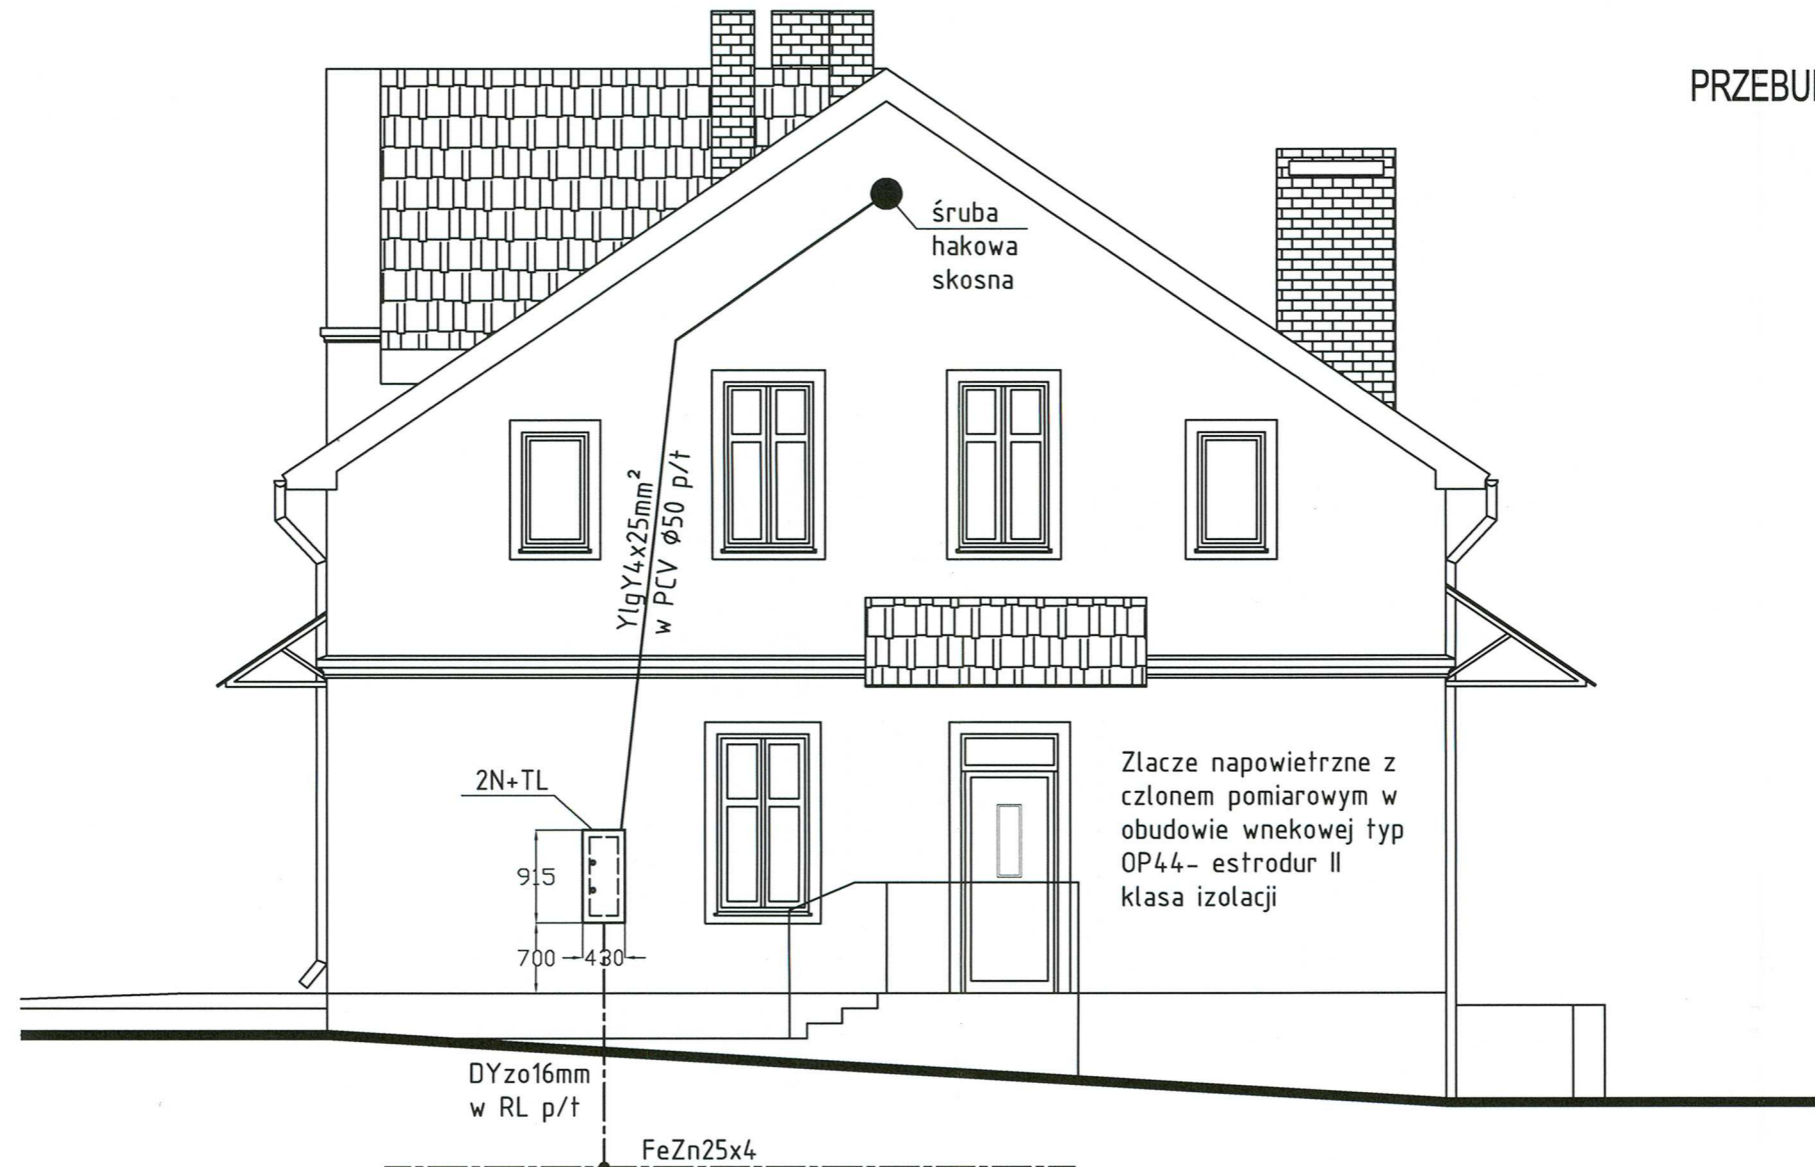 PRZEBU
śruba
hakowa
skosna
YlgY4x25mm²
w PCV ϕ50 p/t
2N+TL
915
700
430
Zlacze napowietrzne z
czlonem pomiarowym w
obudowie wnekowej typ
OP44- estrodur II
klasa izolacji
DYzo16mm
w RL p/t
FeZn25x4